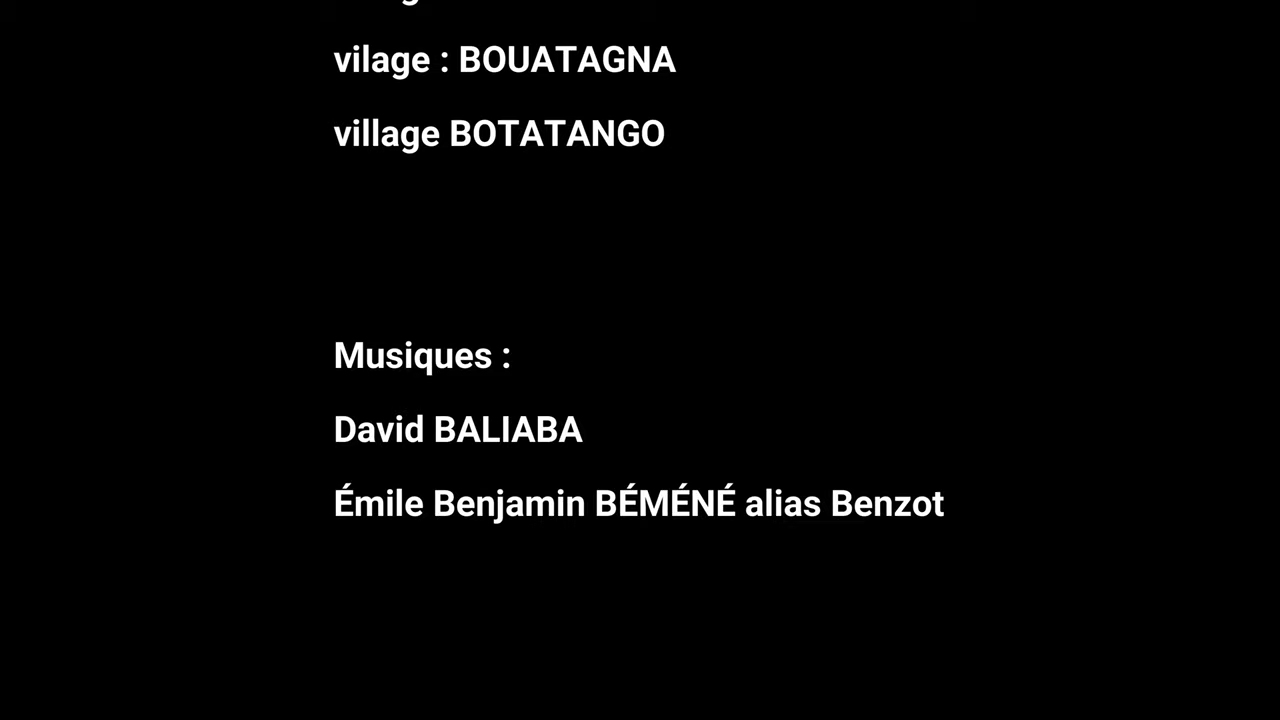 vilage : BOUATAGNA
village BOTATANGO
Musiques :
David BALIABA
Émile Benjamin BÉMÉNÉ alias Benzot